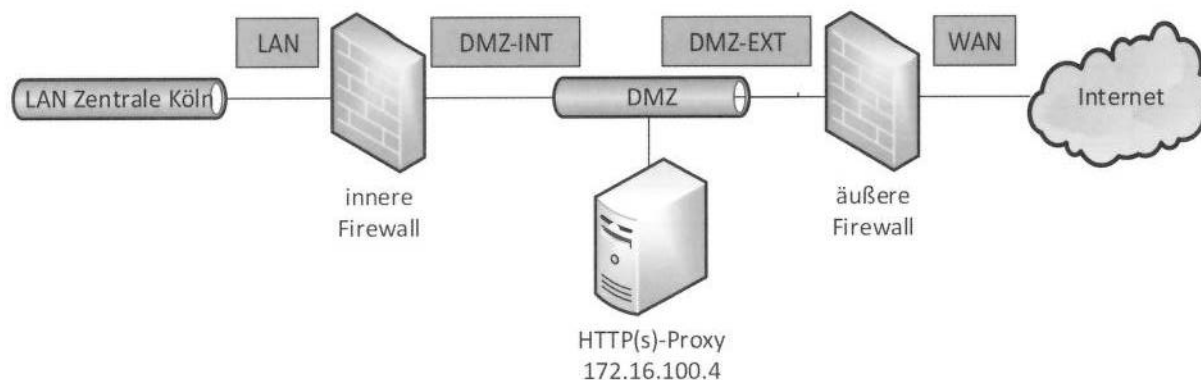 LAN
DMZ-INT
DMZ-EXT
WAN
LAN Zentrale Köln
DMZ
Internet
innere
Firewall
äußere
Firewall
HTTP(s)-Proxy
172.16.100.4